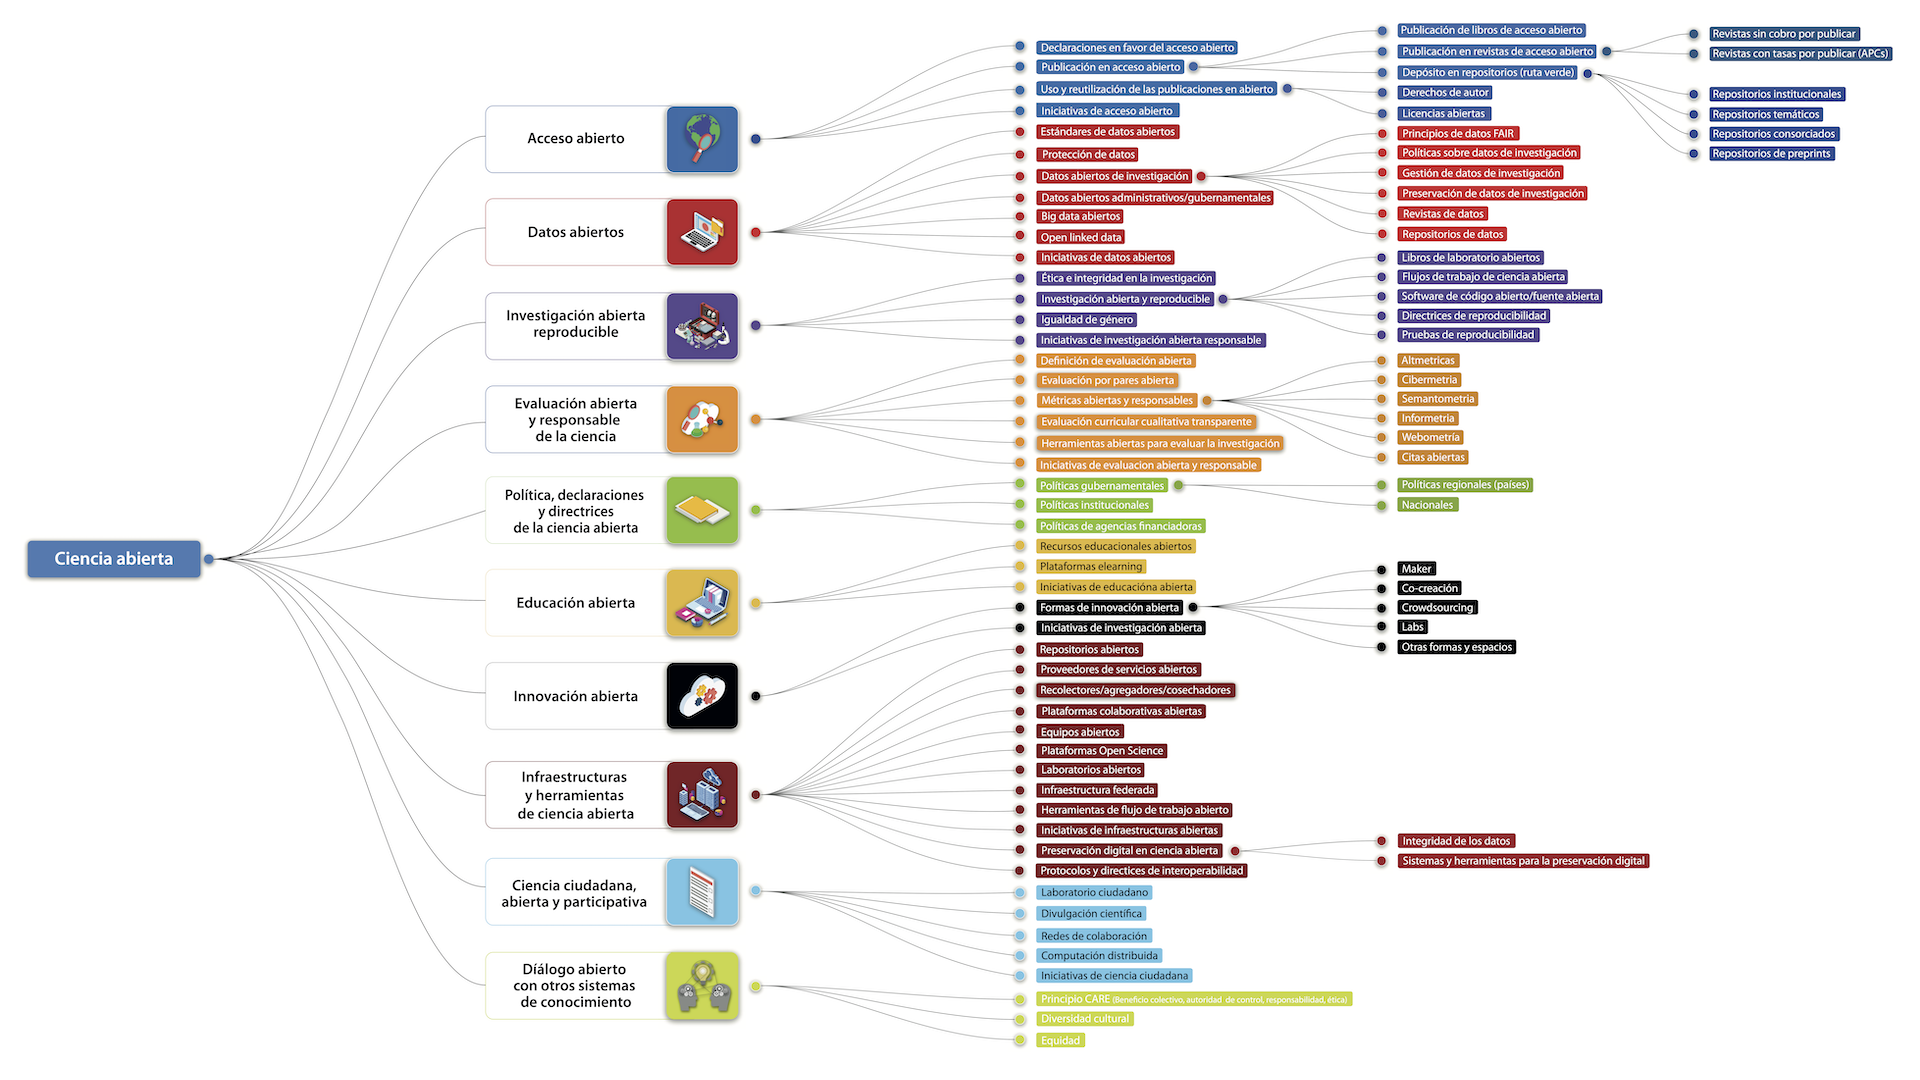 Ciencia abierta
Acceso abierto
Declaraciones en favor del acceso abierto
Publicación en acceso abierto
Publicación de libros de acceso abierto
Publicación en revistas de acceso abierto
Revistas sin cobro por publicar
Revistas con tasas por publicar (APCs)
Depósito en repositorios (ruta verde)
Repositorios institucionales
Repositorios temáticos
Repositorios consorciados
Repositorios de preprints
Uso y reutilización de las publicaciones en abierto
Derechos de autor
Licencias abiertas
Iniciativas de acceso abierto
Datos abiertos
Estándares de datos abiertos
Protección de datos
Datos abiertos de investigación
Principios de datos FAIR
Políticas sobre datos de investigación
Gestión de datos de investigación
Preservación de datos de investigación
Revistas de datos
Repositorios de datos
Datos abiertos administrativos/gubernamentales
Big data abiertos
Open linked data
Iniciativas de datos abiertos
Investigación abierta
reproducible
Ética e integridad en la investigación
Investigación abierta y reproducible
Libros de laboratorio abiertos
Flujos de trabajo de ciencia abierta
Software de código abierto/fuente abierta
Directrices de reproducibilidad
Pruebas de reproducibilidad
Igualdad de género
Iniciativas de investigación abierta responsable
Evaluación abierta
y responsable
de la ciencia
Definición de evaluación abierta
Evaluación por pares abierta
Métricas abiertas y responsables
Altmetricas
Cibermetria
Semantometria
Informetria
Webometría
Citas abiertas
Evaluación curricular cualitativa transparente
Herramientas abiertas para evaluar la investigación
Iniciativas de evaluacion abierta y responsable
Política, declaraciones
y directrices
de la ciencia abierta
Políticas gubernamentales
Políticas regionales (países)
Nacionales
Políticas institucionales
Políticas de agencias financiadoras
Educación abierta
Recursos educacionales abiertos
Plataformas elearning
Iniciativas de educacióna abierta
Innovación abierta
Formas de innovación abierta
Maker
Co-creación
Crowdsourcing
Labs
Otras formas y espacios
Iniciativas de investigación abierta
Infraestructuras
y herramientas
de ciencia abierta
Repositorios abiertos
Proveedores de servicios abiertos
Recolectores/agregadores/cosechadores
Plataformas colaborativas abiertas
Equipos abiertos
Plataformas Open Science
Laboratorios abiertos
Infraestructura federada
Herramientas de flujo de trabajo abierto
Iniciativas de infraestructuras abiertas
Preservación digital en ciencia abierta
Integridad de los datos
Sistemas y herramientas para la preservación digital
Protocolos y directices de interoperabilidad
Ciencia ciudadana,
abierta y participativa
Laboratorio ciudadano
Divulgación científica
Redes de colaboración
Computación distribuida
Iniciativas de ciencia ciudadana
Díálogo abierto
con otros sistemas
de conocimiento
Principio CARE (Beneficio colectivo, autoridad de control, responsabilidad, ética)
Diversidad cultural
Equidad